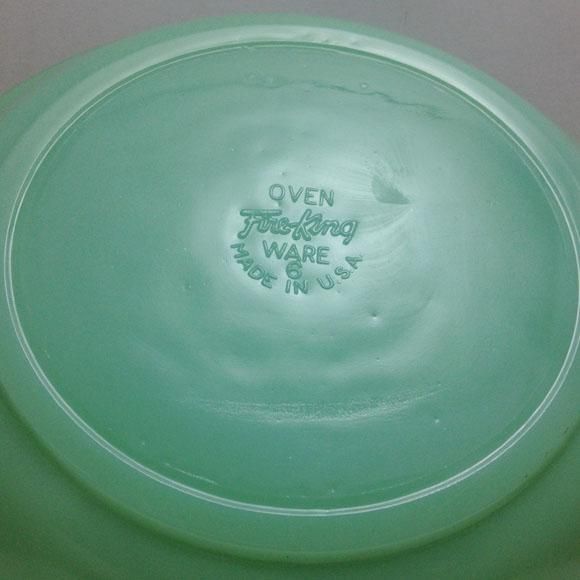 OVEN
Fire-King
WARE
6
MADE IN U.S.A.